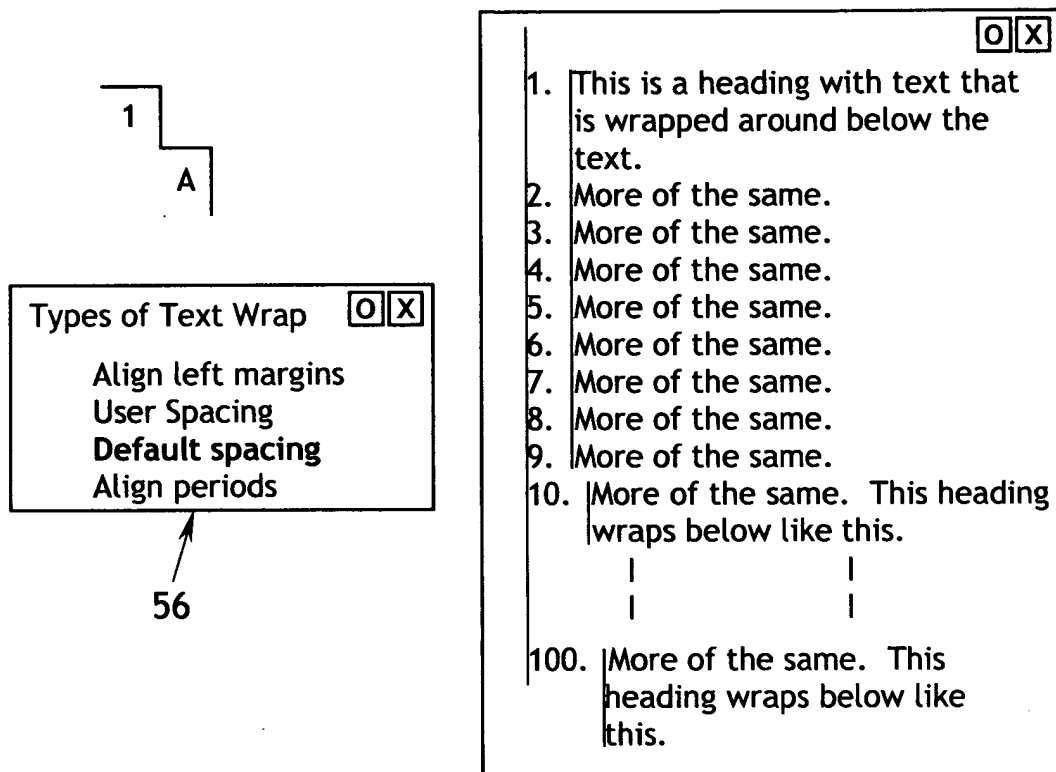 1
A
Types of Text Wrap O X
Align left margins
User Spacing
Default spacing
Align periods
56
O X
1. This is a heading with text that
is wrapped around below the
text.
2. More of the same.
3. More of the same.
4. More of the same.
5. More of the same.
6. More of the same.
7. More of the same.
8. More of the same.
9. More of the same.
10. More of the same. This heading
wraps below like this.
100. More of the same. This
heading wraps below like
this.